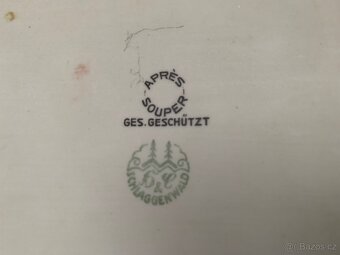 APRÈS
SOUPER
GES. GESCHÜTZT
H & C
SCHLAGGENWALD
Bazos.cz